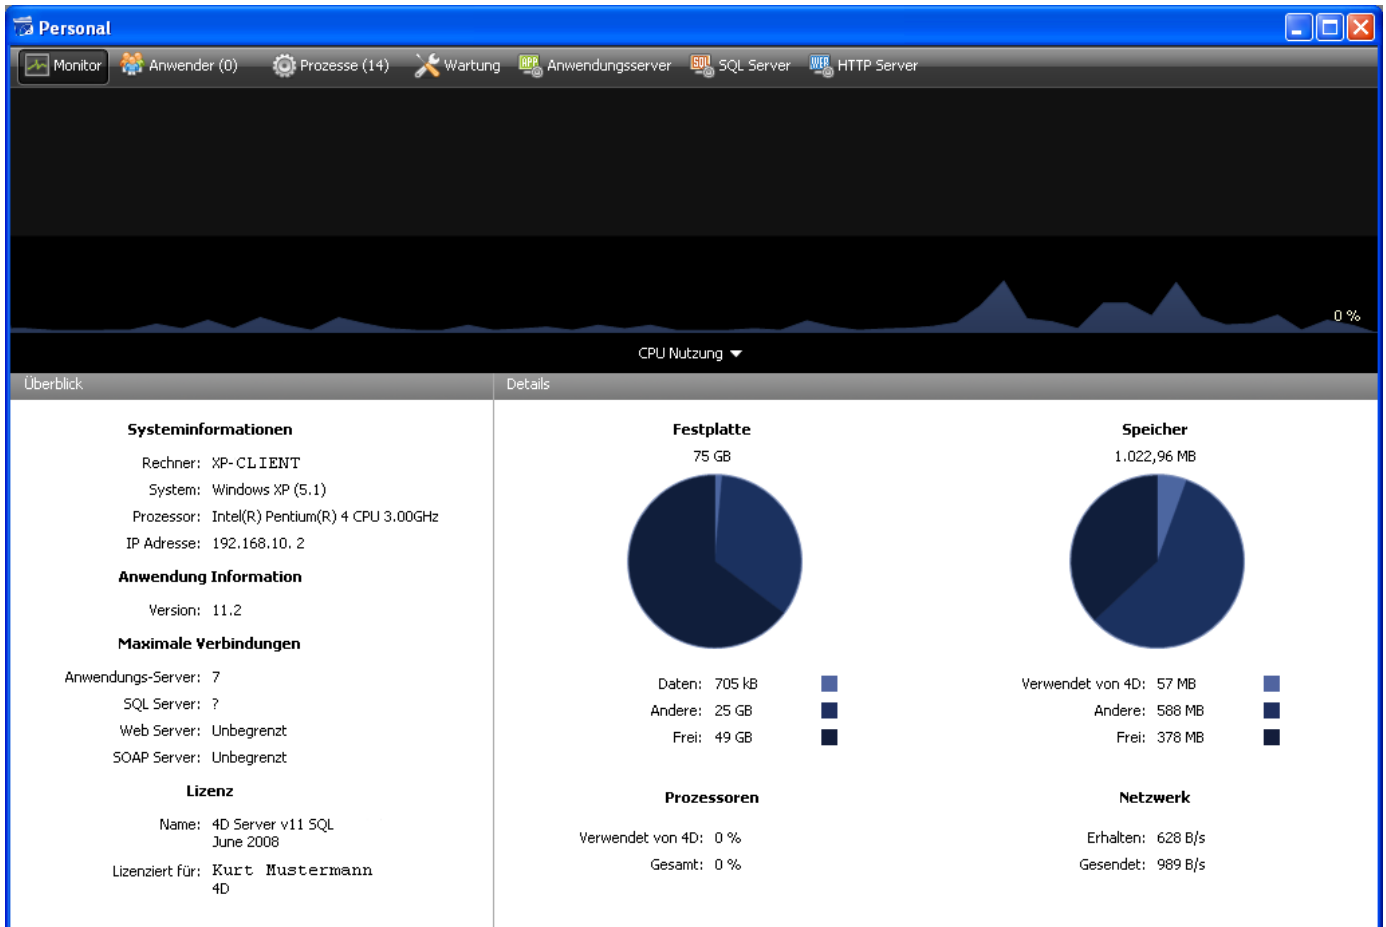 Personal
Monitor Anwender (0) Prozesse (14) Wartung APP Anwendungsserver SQL SQL Server WEB HTTP Server
0 %
CPU Nutzung
Überblick
Systeminformationen
Rechner: XP-CLIENT
System: Windows XP (5.1)
Prozessor: Intel(R) Pentium(R) 4 CPU 3.00GHz
IP Adresse: 192.168.10. 2
Anwendung Information
Version: 11.2
Maximale Verbindungen
Anwendungs-Server: 7
SQL Server: ?
Web Server: Unbegrenzt
SOAP Server: Unbegrenzt
Lizenz
Name: 4D Server v11 SQL
June 2008
Lizenziert für: Kurt Mustermann
4D
Details
Festplatte
75 GB
Daten: 705 kB
Andere: 25 GB
Frei: 49 GB
Speicher
1.022,96 MB
Verwendet von 4D: 57 MB
Andere: 588 MB
Frei: 378 MB
Prozessoren
Verwendet von 4D: 0 %
Gesamt: 0 %
Netzwerk
Erhalten: 628 B/s
Gesendet: 989 B/s